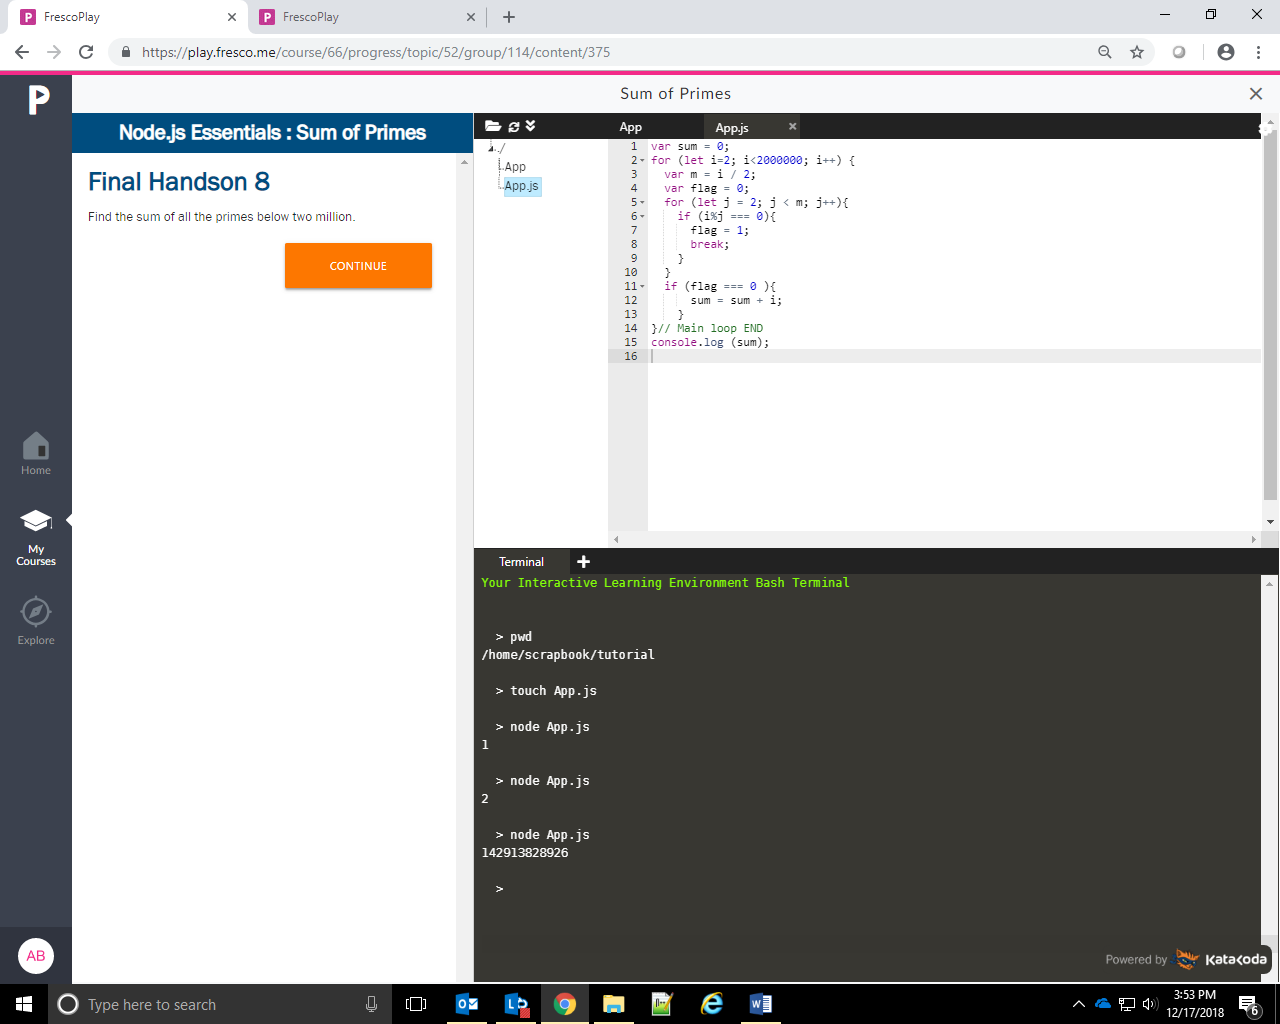 FrescoPlay
FrescoPlay
https://play.fresco.me/course/66/progress/topic/52/group/114/content/375
Sum of Primes
Node.js Essentials : Sum of Primes
Final Handson 8
Find the sum of all the primes below two million.
CONTINUE
Home
My
Courses
Explore
AB
App
App.js
./
App
App.js
1 var sum = 0;
2 for (let i=2; i<2000000; i++) {
3 var m = i / 2;
4 var flag = 0;
5 for (let j = 2; j < m; j++){
6 if (i%j === 0){
7 flag = 1;
8 break;
9 }
10 }
11 if (flag === 0 ){
12 sum = sum + i;
13 }
14 }// Main loop END
15 console.log (sum);
16
Terminal
Your Interactive Learning Environment Bash Terminal
> pwd
/home/scrapbook/tutorial
> touch App.js
> node App.js
1
> node App.js
2
> node App.js
142913828926
>
Powered by Katacoda
Type here to search
3:53 PM
12/17/2018
6